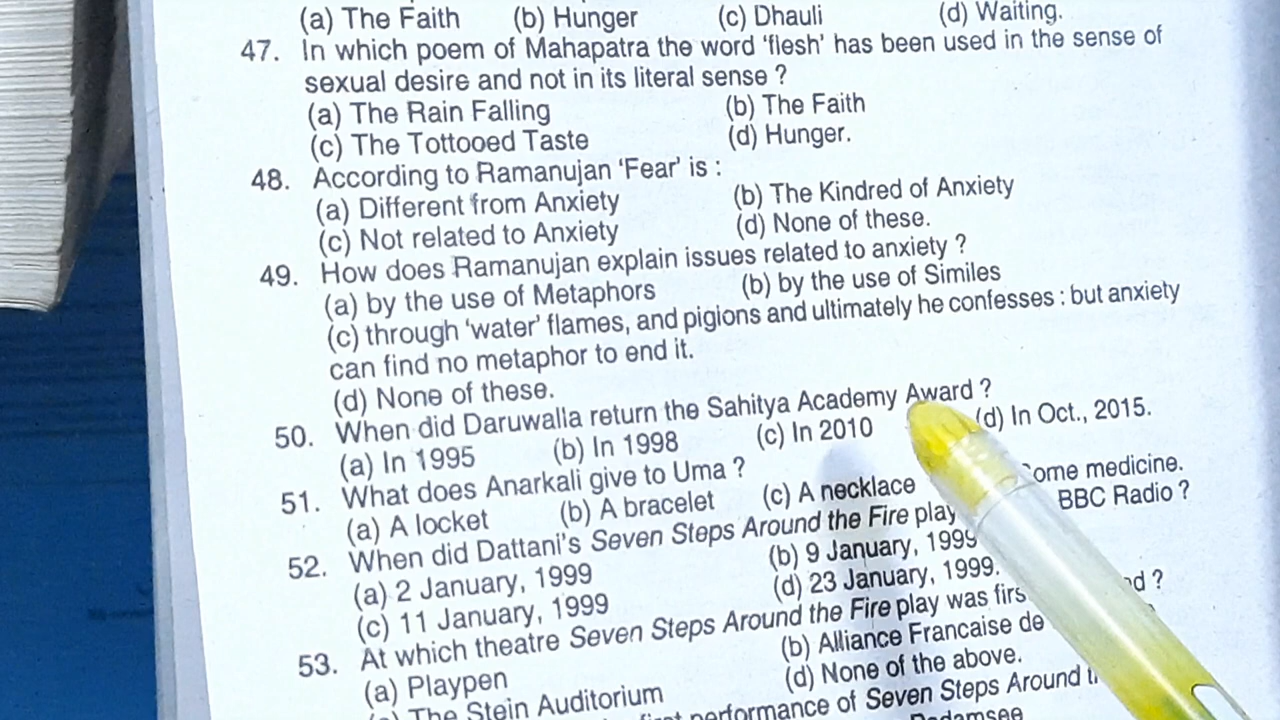 (a) The Faith (b) Hunger (c) Dhauli (d) Waiting.
47. In which poem of Mahapatra the word ‘flesh’ has been used in the sense of
sexual desire and not in its literal sense ?
(a) The Rain Falling (b) The Faith
(c) The Tottooed Taste (d) Hunger.
48. According to Ramanujan ‘Fear’ is :
(a) Different from Anxiety (b) The Kindred of Anxiety
(c) Not related to Anxiety (d) None of these.
49. How does Ramanujan explain issues related to anxiety ?
(a) by the use of Metaphors (b) by the use of Similes
(c) through ‘water’ flames, and pigions and ultimately he confesses : but anxiety
can find no metaphor to end it.
(d) None of these.
50. When did Daruwalla return the Sahitya Academy Award ?
(a) In 1995 (b) In 1998 (c) In 2010 (d) In Oct., 2015.
51. What does Anarkali give to Uma ?
(a) A locket (b) A bracelet (c) A necklace ome medicine.
52. When did Dattani's Seven Steps Around the Fire play BBC Radio ?
(a) 2 January, 1999 (b) 9 January, 1999
(c) 11 January, 1999 (d) 23 January, 1999.
53. At which theatre Seven Steps Around the Fire play was firs d ?
(a) Playpen (b) Alliance Francaise de
The Stein Auditorium (d) None of the above.
performance of Seven Steps Around